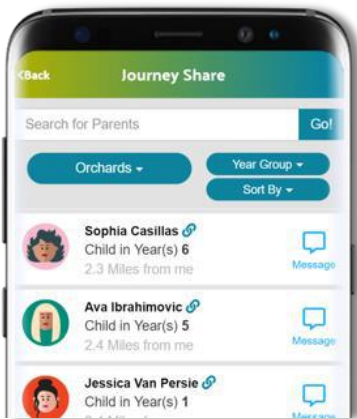 <Back
Journey Share
Search for Parents
Go!
Orchards
Year Group
Sort By
Sophia Casillas
Child in Year(s) 6
2.3 Miles from me
Message
Ava Ibrahimovic
Child in Year(s) 5
2.4 Miles from me
Message
Jessica Van Persie
Child in Year(s) 1
Message